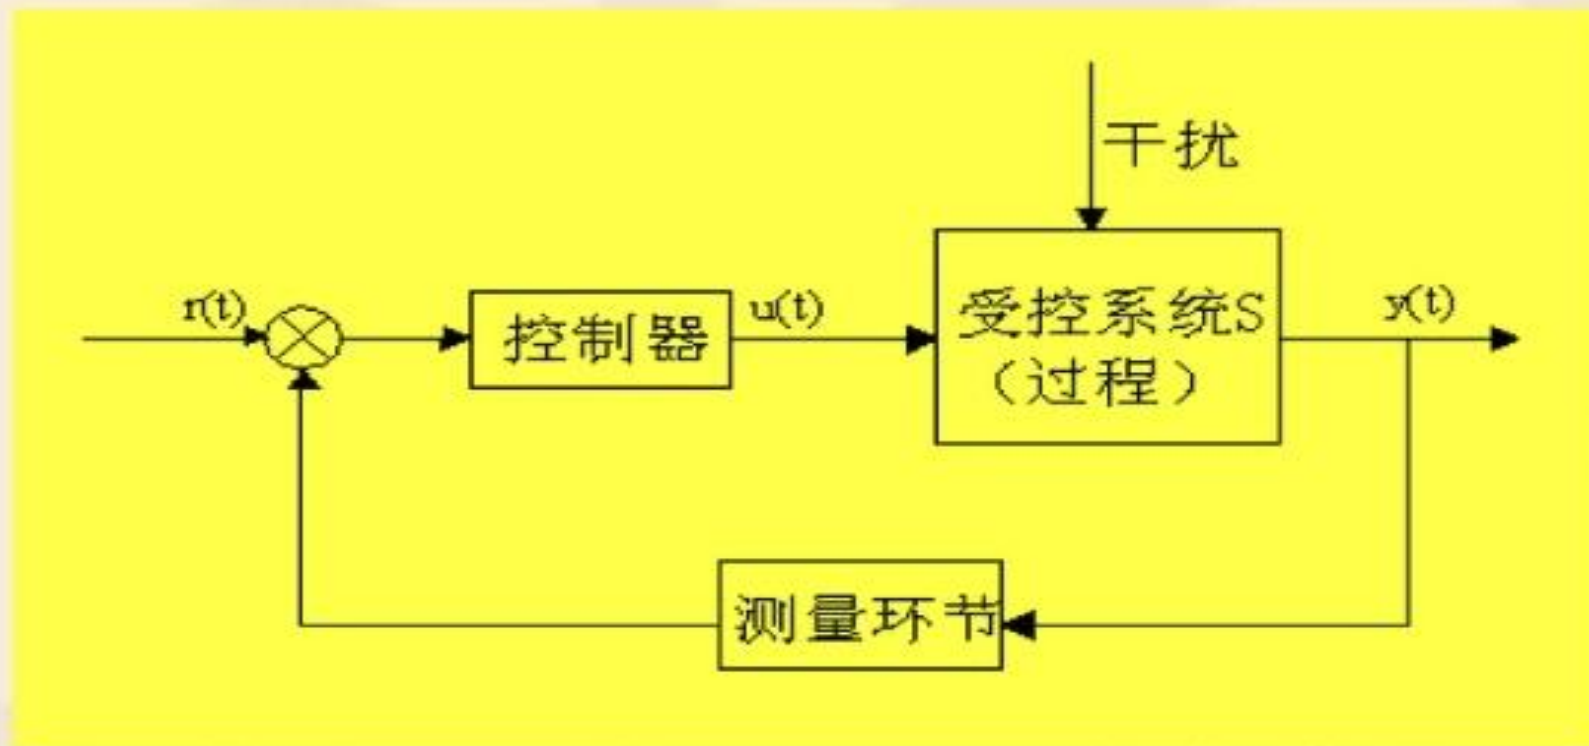 干扰
r(t)
控制器
u(t)
受控系统S
（过程）
y(t)
测量环节